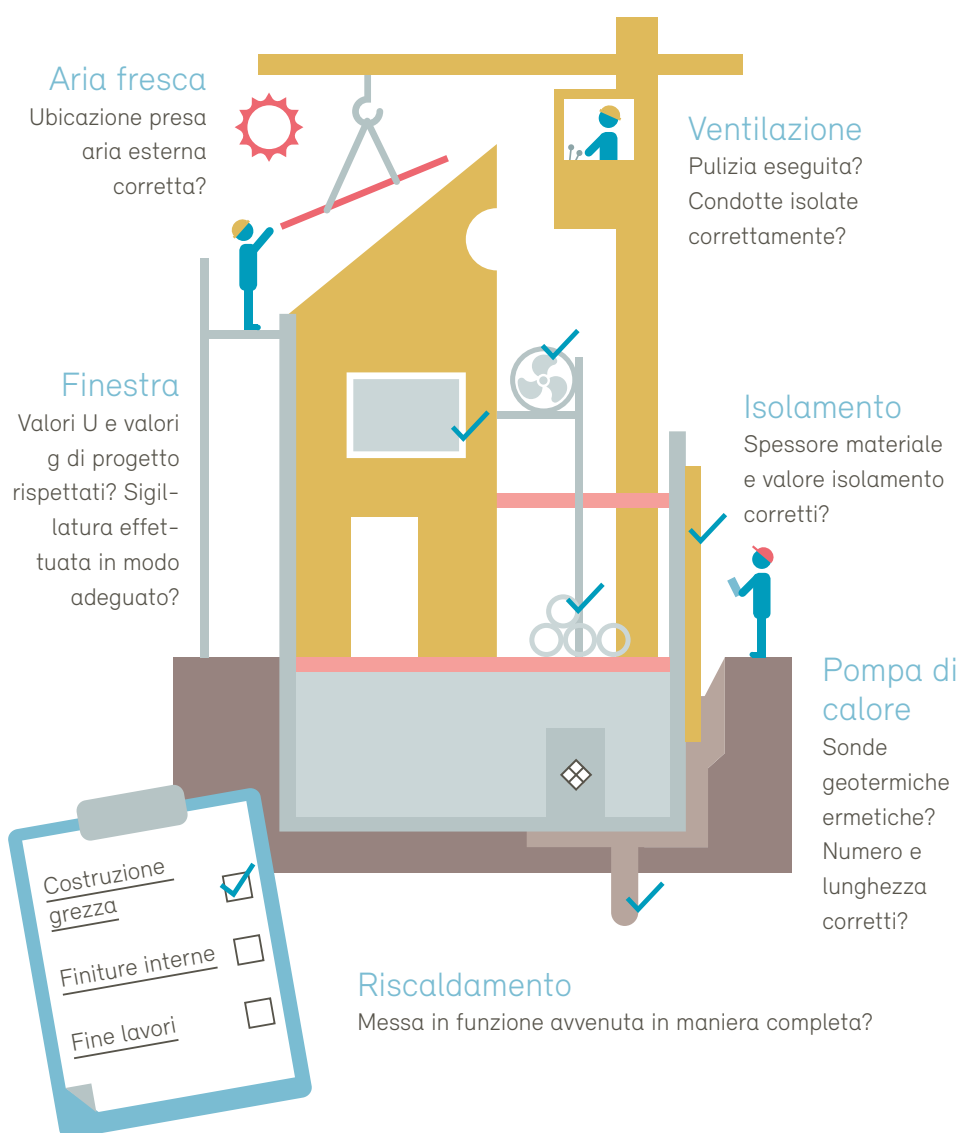 Aria fresca
Ubicazione presa
aria esterna
corretta?
Ventilazione
Pulizia eseguita?
Condotte isolate
correttamente?
Finestra
Valori U e valori
g di progetto
rispettati? Sigil-
latura effet-
tuata in modo
adeguato?
Isolamento
Spessore materiale
e valore isolamento
corretti?
Pompa di
calore
Sonde
geotermiche
ermetiche?
Numero e
lunghezza
corretti?
Costruzione
grezza
Finiture interne
Fine lavori
Riscaldamento
Messa in funzione avvenuta in maniera completa?